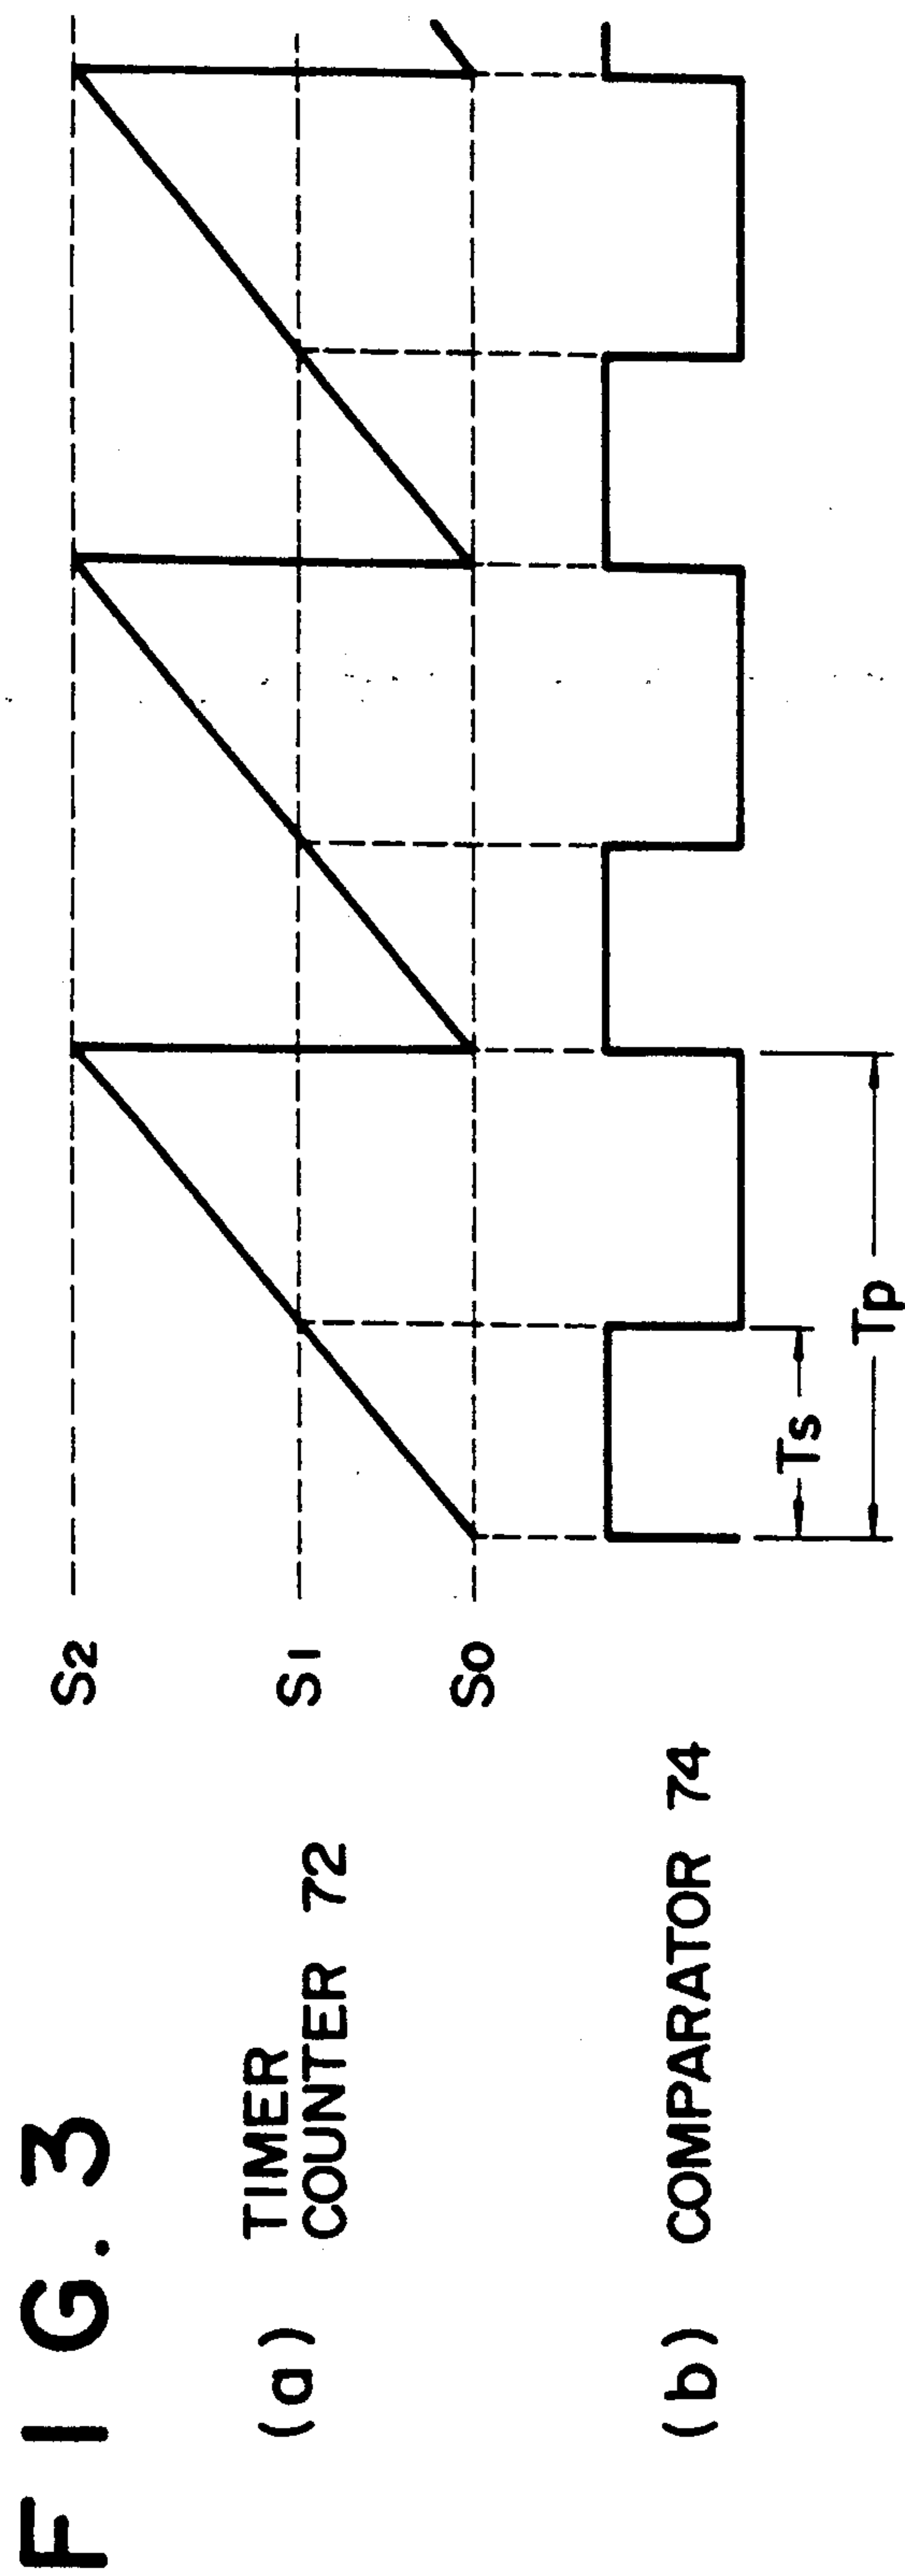 FIG. 3
(a) TIMER
COUNTER 72
S2
S1
S0
(b) COMPARATOR 74
Ts
Tp